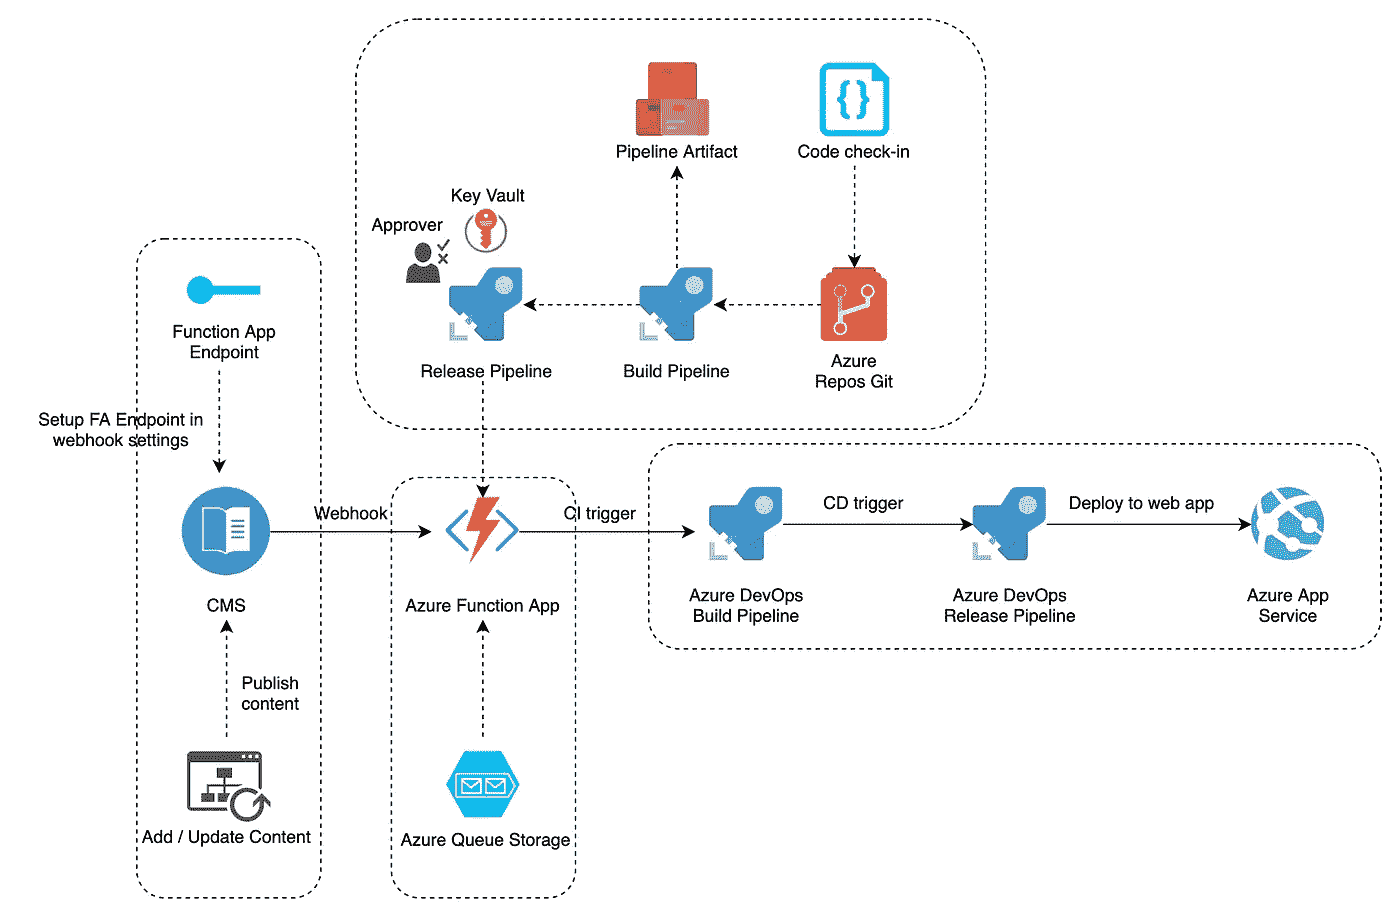 Pipeline Artifact
Code check-in
Key Vault
Approver
Release Pipeline
Build Pipeline
Azure
Repos Git
Function App
Endpoint
Setup FA Endpoint in
webhook settings
Webhook
CI trigger
CD trigger
Deploy to web app
CMS
Azure Function App
Azure DevOps
Build Pipeline
Azure DevOps
Release Pipeline
Azure App
Service
Publish
content
Add / Update Content
Azure Queue Storage